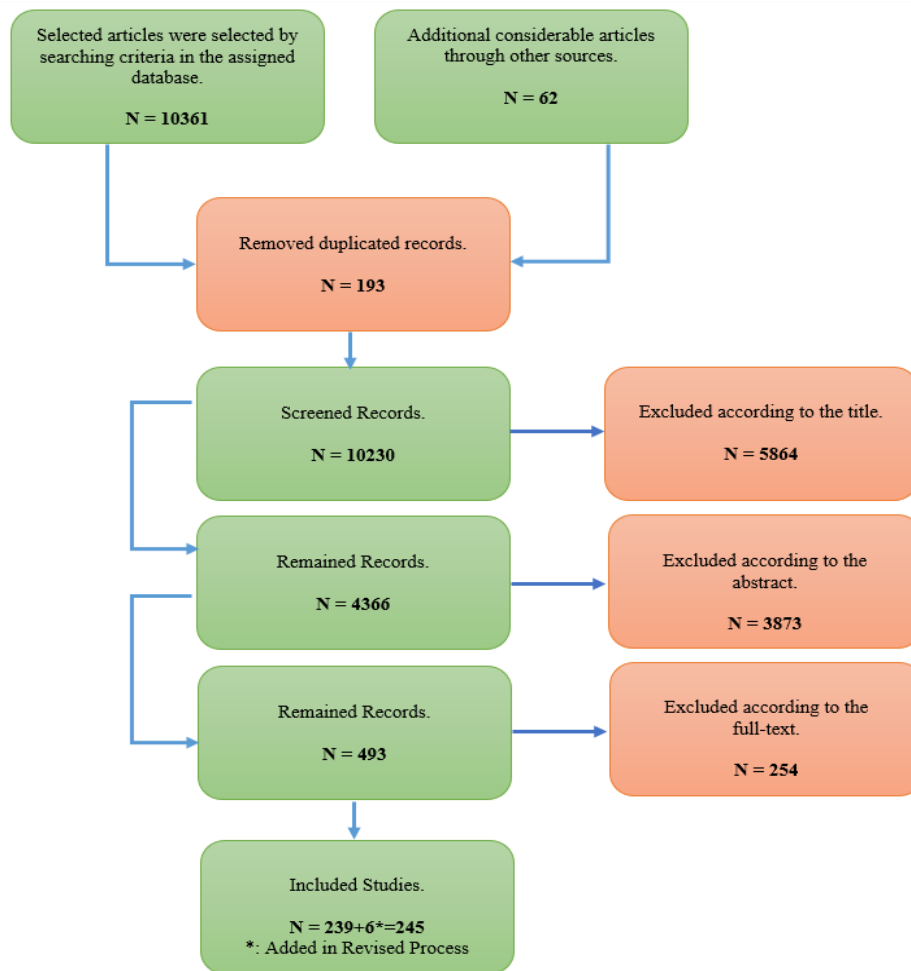 Selected articles were selected by
searching criteria in the assigned
database.
N = 10361
Additional considerable articles
through other sources.
N = 62
Removed duplicated records.
N = 193
Screened Records.
N = 10230
Excluded according to the title.
N = 5864
Remained Records.
N = 4366
Excluded according to the
abstract.
N = 3873
Remained Records.
N = 493
Excluded according to the
full-text.
N = 254
Included Studies.
N = 239+6*=245
*: Added in Revised Process